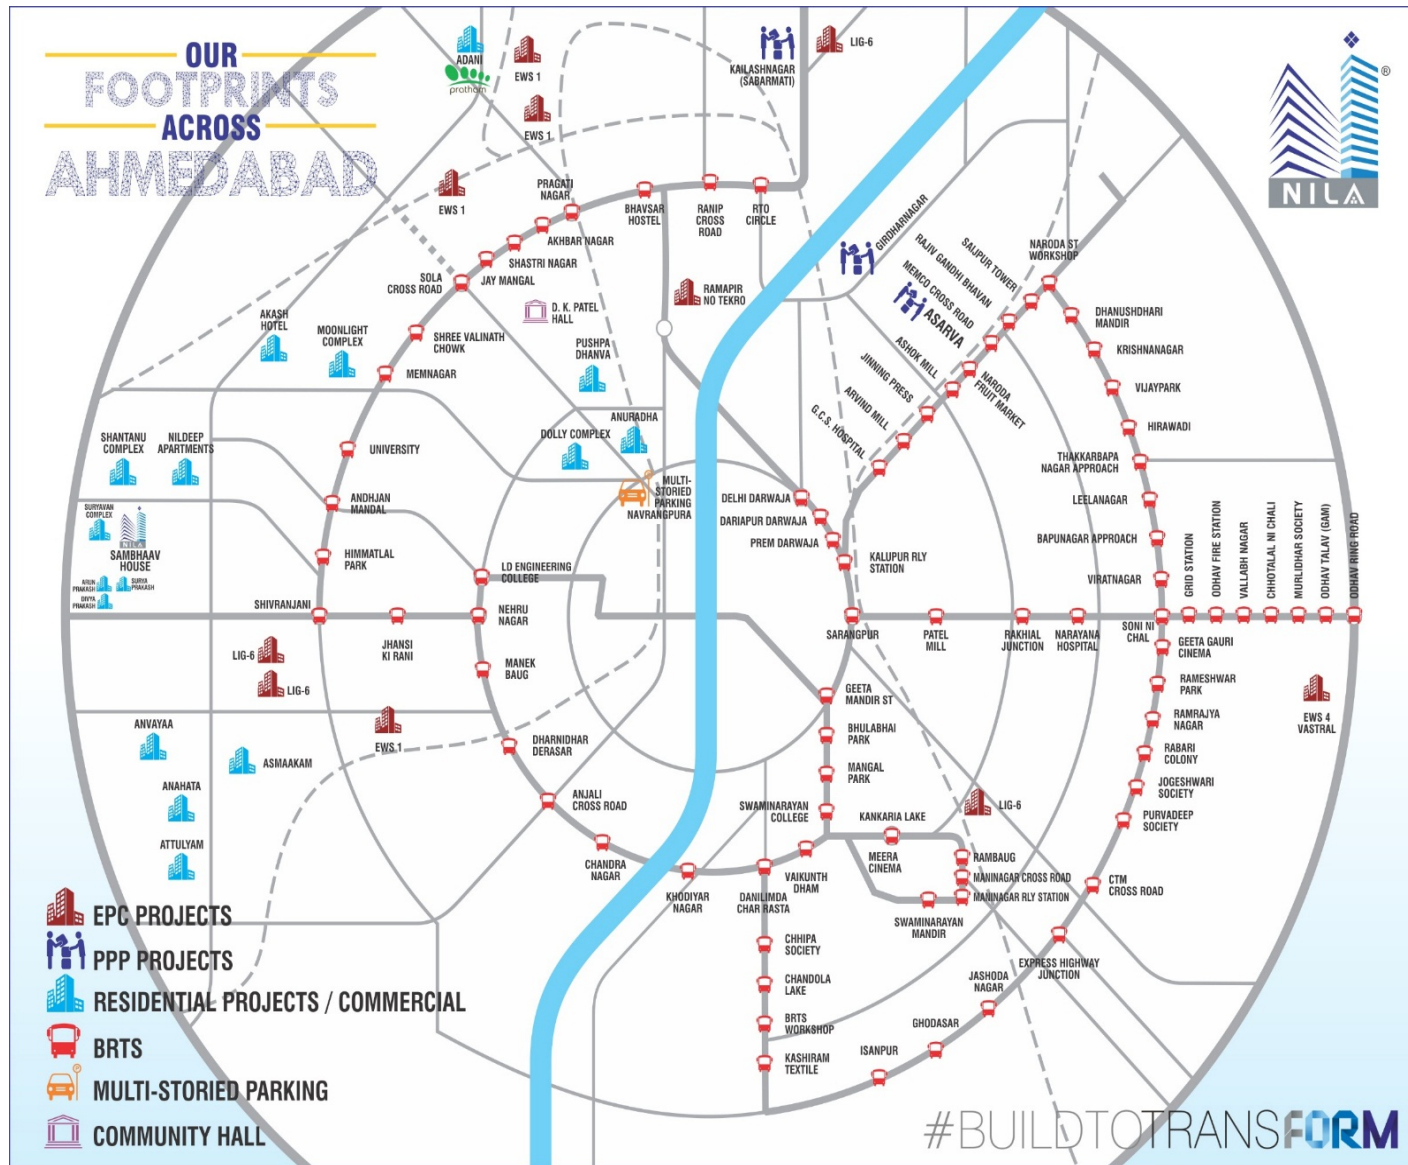 OUR
FOOTPRINTS
ACROSS
AHMEDABAD
ADANI
pratham
EWS 1
EWS 1
EWS 1
KAILASHNAGAR
(SABARMATI)
LIG-6
®
NILA
PRAGATI
NAGAR
AKHBAR NAGAR
SHASTRI NAGAR
JAY MANGAL
BHAVSAR
HOSTEL
RANIP
CROSS
ROAD
RTO
CIRCLE
GIRDHARNAGAR
SAIJPUR TOWER
RAJIV GANDHI BHAVAN
MEMCO CROSS ROAD
ASARVA
ASHOK MILL
JINNING PRESS
ARVIND MILL
G.C.S. HOSPITAL
NARODA
FRUIT MARKET
NARODA ST
WORKSHOP
DHANUSHDHARI
MANDIR
KRISHNANAGAR
VIJAYPARK
HIRAWADI
THAKKARBAPA
NAGAR APPROACH
LEELANAGAR
BAPUNAGAR APPROACH
VIRATNAGAR
SOLA
CROSS ROAD
AKASH
HOTEL
MOONLIGHT
COMPLEX
SHREE VALINATH
CHOWK
MEMNAGAR
D. K. PATEL
HALL
RAMAPIR
NO TEKRO
PUSHPA
DHANVA
ANURADHA
DOLLY COMPLEX
MULTI-
STORIED
PARKING
NAVRANGPURA
SHANTANU
COMPLEX
NILDEEP
APARTMENTS
UNIVERSITY
ANDHJAN
MANDAL
HIMMATLAL
PARK
SURYAVAN
COMPLEX
NILA
SAMBHAAV
HOUSE
ARUN
PRAKASH
SURYA
PRAKASH
DIVYA
PRAKASH
SHIVRANJANI
JHANSI
KI RANI
LD ENGINEERING
COLLEGE
NEHRU
NAGAR
MANEK
BAUG
DELHI DARWAJA
DARIAPUR DARWAJA
PREM DARWAJA
KALUPUR RLY
STATION
SARANGPUR
PATEL
MILL
RAKHIAL
JUNCTION
NARAYANA
HOSPITAL
SONI NI
CHAL
GRID STATION
ODHAV FIRE STATION
VALLABH NAGAR
CHHOTALAL NI CHALI
MURLIDHAR SOCIETY
ODHAV TALAV (GAM)
ODHAV RING ROAD
GEETA GAURI
CINEMA
RAMESHWAR
PARK
RAMRAJYA
NAGAR
RABARI
COLONY
JOGESHWARI
SOCIETY
PURVADEEP
SOCIETY
CTM
CROSS ROAD
EWS 4
VASTRAL
LIG-6
LIG-6
EWS 1
ANVAYAA
ASMAAKAM
ANAHATA
ATTULYAM
DHARNIDHAR
DERASAR
ANJALI
CROSS ROAD
CHANDRA
NAGAR
KHODIYAR
NAGAR
GEETA
MANDIR ST
BHULABHAI
PARK
MANGAL
PARK
SWAMINARAYAN
COLLEGE
KANKARIA LAKE
LIG-6
MEERA
CINEMA
RAMBAUG
MANINAGAR CROSS ROAD
MANINAGAR RLY STATION
SWAMINARAYAN
MANDIR
VAIKUNTH
DHAM
DANILIMDA
CHAR RASTA
CHHIPA
SOCIETY
CHANDOLA
LAKE
BRTS
WORKSHOP
KASHIRAM
TEXTILE
EXPRESS HIGHWAY
JUNCTION
JASHODA
NAGAR
GHODASAR
ISANPUR
EPC PROJECTS
PPP PROJECTS
RESIDENTIAL PROJECTS / COMMERCIAL
BRTS
P
MULTI-STORIED PARKING
COMMUNITY HALL
#BUILDTOTRANSFORM